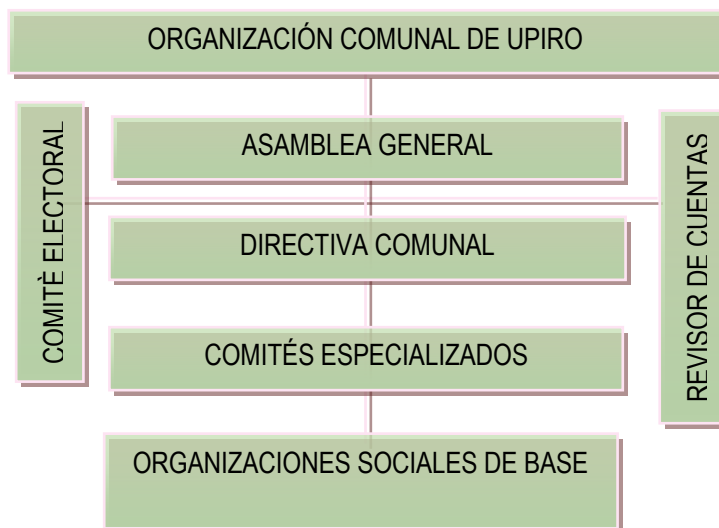 ORGANIZACIÓN COMUNAL DE UPIRO
COMITÈ ELECTORAL
ASAMBLEA GENERAL
DIRECTIVA COMUNAL
COMITÉS ESPECIALIZADOS
ORGANIZACIONES SOCIALES DE BASE
REVISOR DE CUENTAS